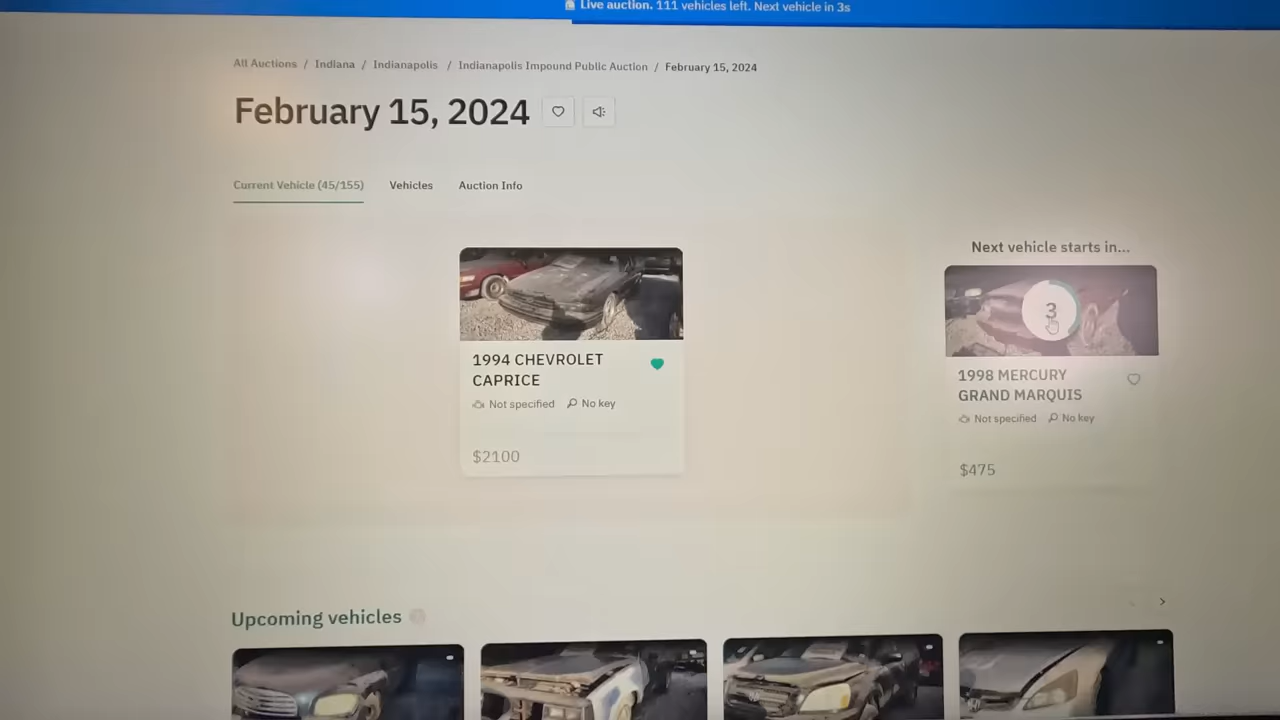 Live auction. 111 vehicles left. Next vehicle in 3s
All Auctions / Indiana / Indianapolis / Indianapolis Impound Public Auction / February 15, 2024
February 15, 2024
Current Vehicle (45/155) Vehicles Auction Info
Next vehicle starts in...
3
1994 CHEVROLET
CAPRICE
Not specified No key
$2100
1998 MERCURY
GRAND MARQUIS
Not specified No key
$475
Upcoming vehicles